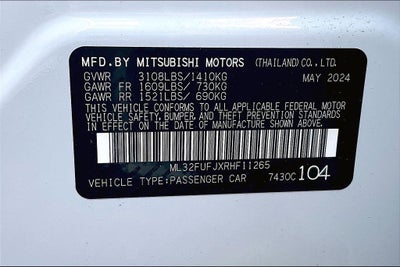 MFD.BY MITSUBISHI MOTORS (THAILAND) CO., LTD.
GVWR 3108LBS/1410KG MAY 2024
GAWR FR 1609LBS/ 730KG
GAWR RR 1521LBS/ 690KG
THIS VEHICLE CONFORMS TO ALL APPLICABLE FEDERAL MOTOR
VEHICLE SAFETY, BUMPER, AND THEFT PREVENTION STANDARDS
IN EFFECT ON THE DATE OF MANUFACTURE SHOWN ABOVE.
ML32FUFJXRHF11265
VEHICLE TYPE:PASSENGER CAR 7430C 104